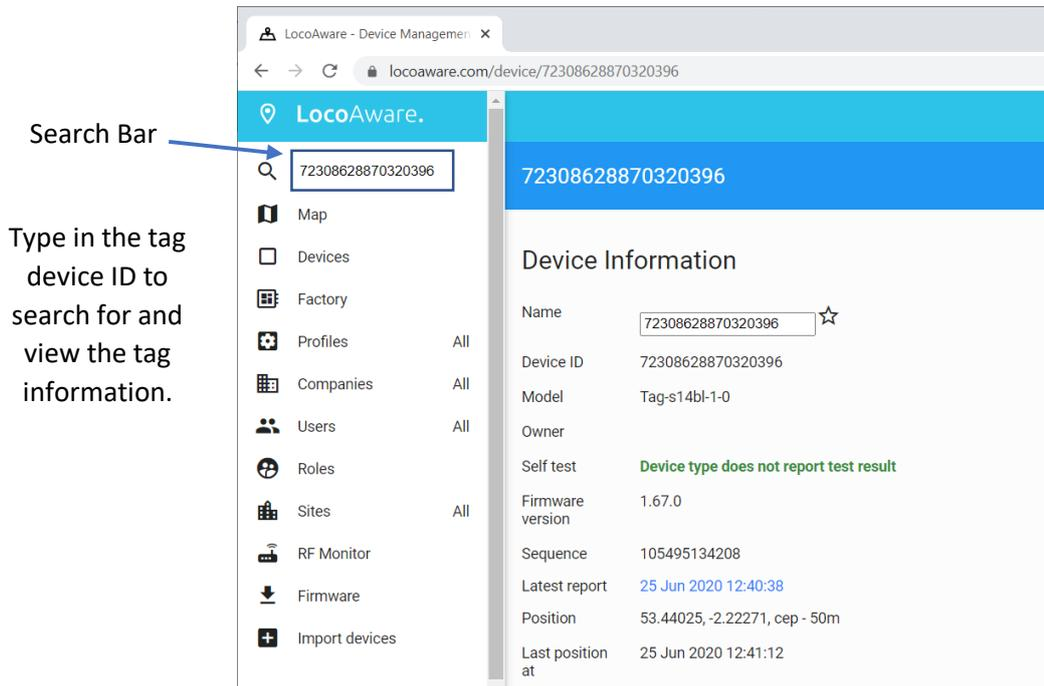 LocoAware - Device Managemen
locoaware.com/device/72308628870320396
LocoAware.
Search Bar
72308628870320396
72308628870320396
Type in the tag
device ID to
search for and
view the tag
information.
Map
Devices
Factory
Profiles All
Companies All
Users All
Roles
Sites All
RF Monitor
Firmware
Import devices
Device Information
Name 72308628870320396
Device ID 72308628870320396
Model Tag-s14bl-1-0
Owner
Self test Device type does not report test result
Firmware 1.67.0
version
Sequence 105495134208
Latest report 25 Jun 2020 12:40:38
Position 53.44025, -2.22271, cep - 50m
Last position 25 Jun 2020 12:41:12
at